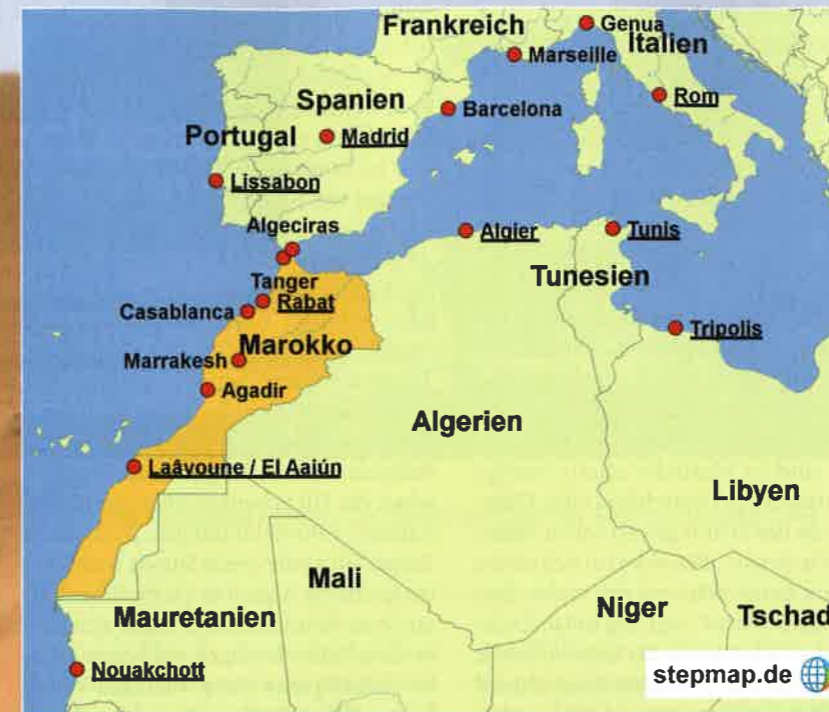 Frankreich
Genua
Italien
Marseille
Spanien
Barcelona
Rom
Portugal
Madrid
Lissabon
Algeciras
Algier
Tunis
Tanger
Tunesien
Rabat
Casablanca
Tripolis
Marokko
Marrakesh
Agadir
Algerien
Laâyoune / El Aaiún
Libyen
Mali
Niger
Mauretanien
Tschad
Nouakchott
stepmap.de